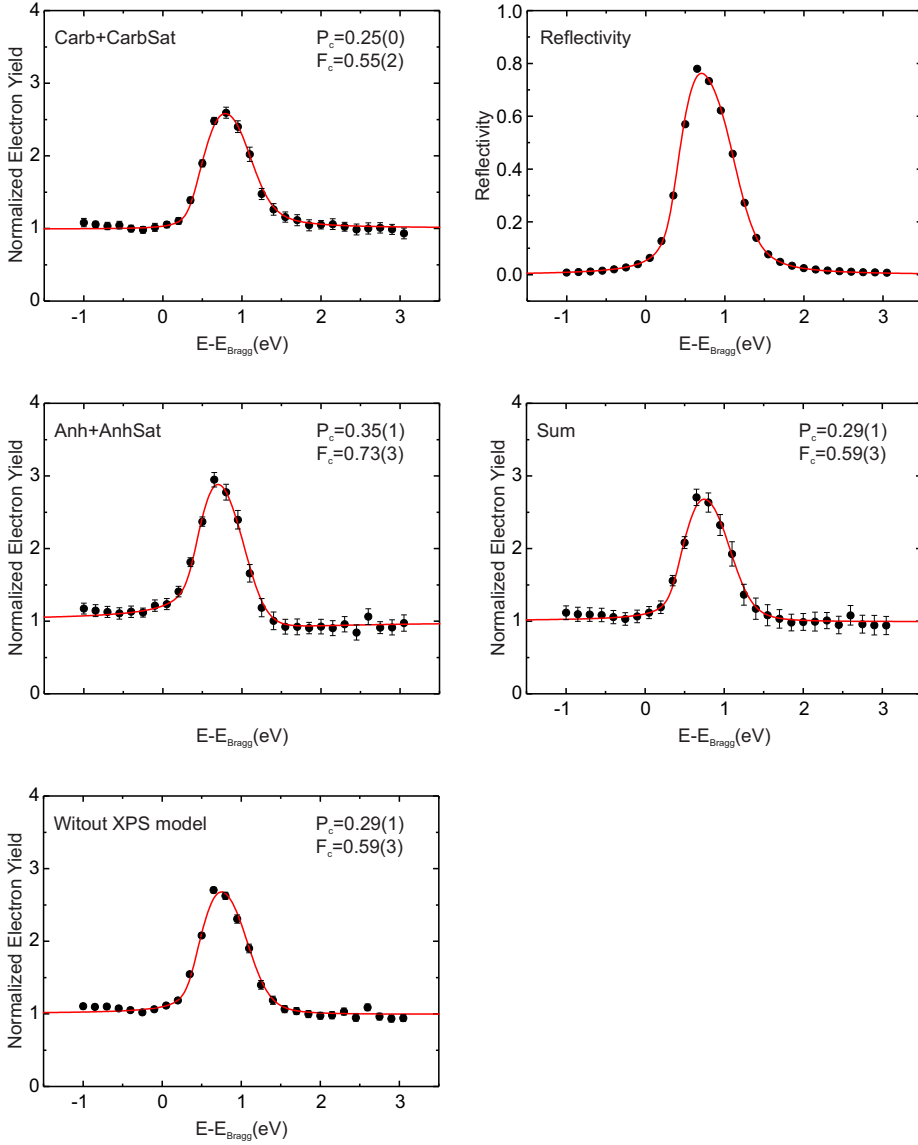 Carb+CarbSat
P_c=0.25(0)
F_c=0.55(2)
Normalized Electron Yield
4
3
2
1
0
-1 0 1 2 3
E-E_Bragg(eV)
Reflectivity
Reflectivity
1.0
0.8
0.6
0.4
0.2
0.0
-1 0 1 2 3
E-E_Bragg(eV)
Anh+AnhSat
P_c=0.35(1)
F_c=0.73(3)
Normalized Electron Yield
4
3
2
1
0
E-E_Bragg(eV)
Sum
P_c=0.29(1)
F_c=0.59(3)
Normalized Electron Yield
4
3
2
1
0
-1 0 1 2 3
E-E_Bragg(eV)
Witout XPS model
P_c=0.29(1)
F_c=0.59(3)
Normalized Electron Yield
4
3
2
1
0
-1 0 1 2 3
E-E_Bragg(eV)